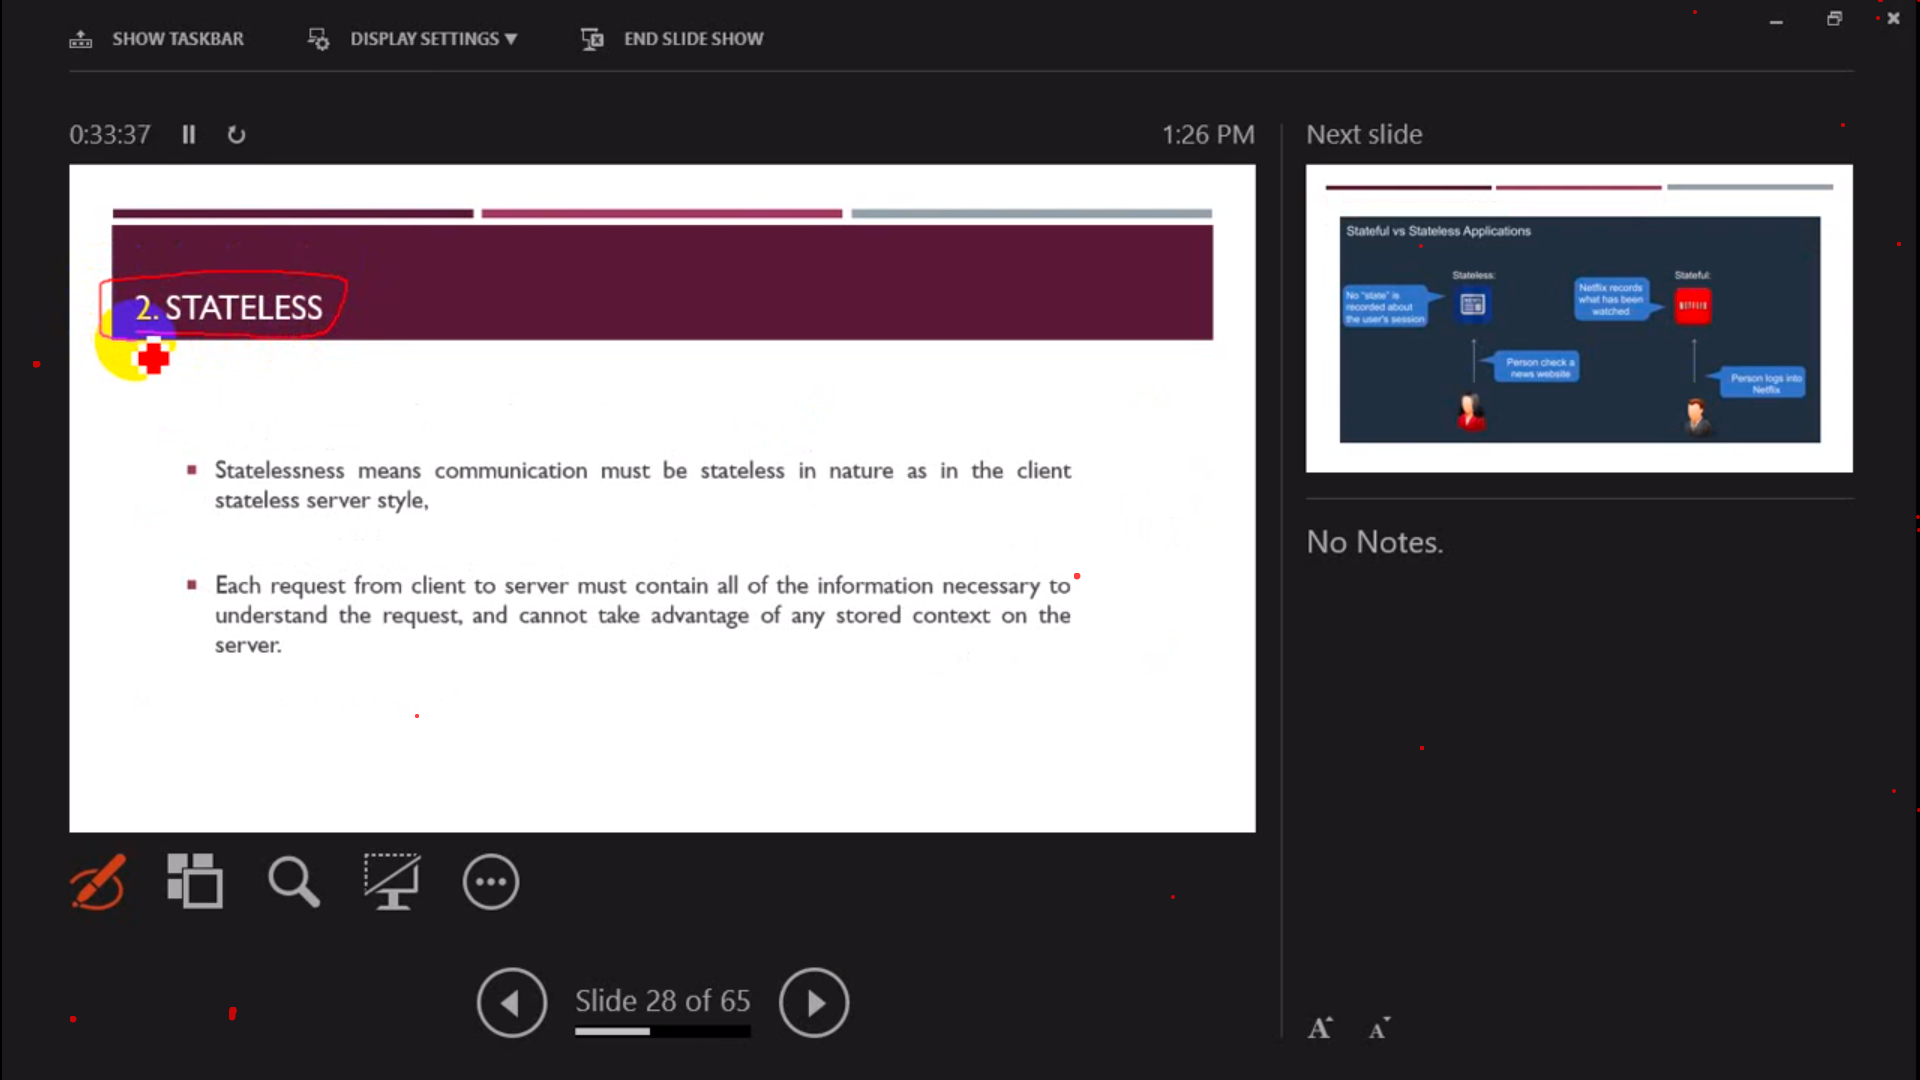 SHOW TASKBAR
DISPLAY SETTINGS ▼
END SLIDE SHOW
0:33:37
1:26 PM
2. STATELESS
Statelessness means communication must be stateless in nature as in the client
stateless server style,
Each request from client to server must contain all of the information necessary to
understand the request, and cannot take advantage of any stored context on the
server.
Slide 28 of 65
Next slide
Stateful vs Stateless Applications
Stateless:
Stateful:
No "state" is
recorded about
the user's session
Netflix records
what has been
watched
NETFLIX
Person check a
news website
Person logs into
Netflix
No Notes.
A A